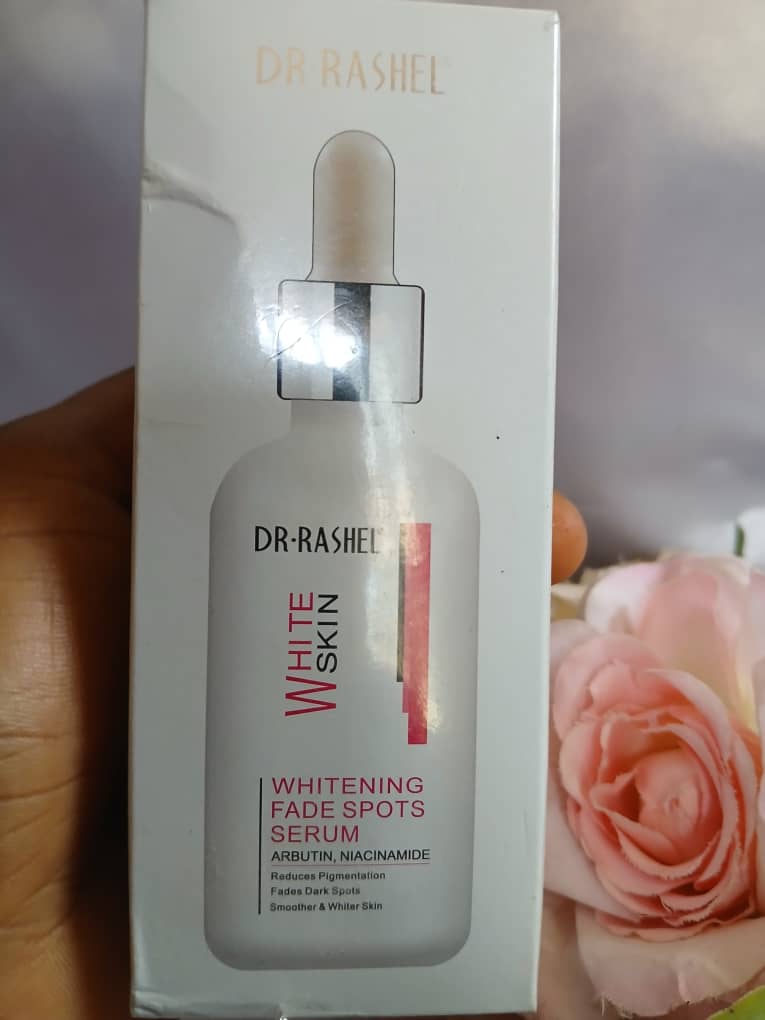 DR·RASHEL
DR·RASHEL
WHITE
SKIN
WHITENING
FADE SPOTS
SERUM
ARBUTIN, NIACINAMIDE
Reduces Pigmentation
Fades Dark Spots
Smoother & Whiter Skin